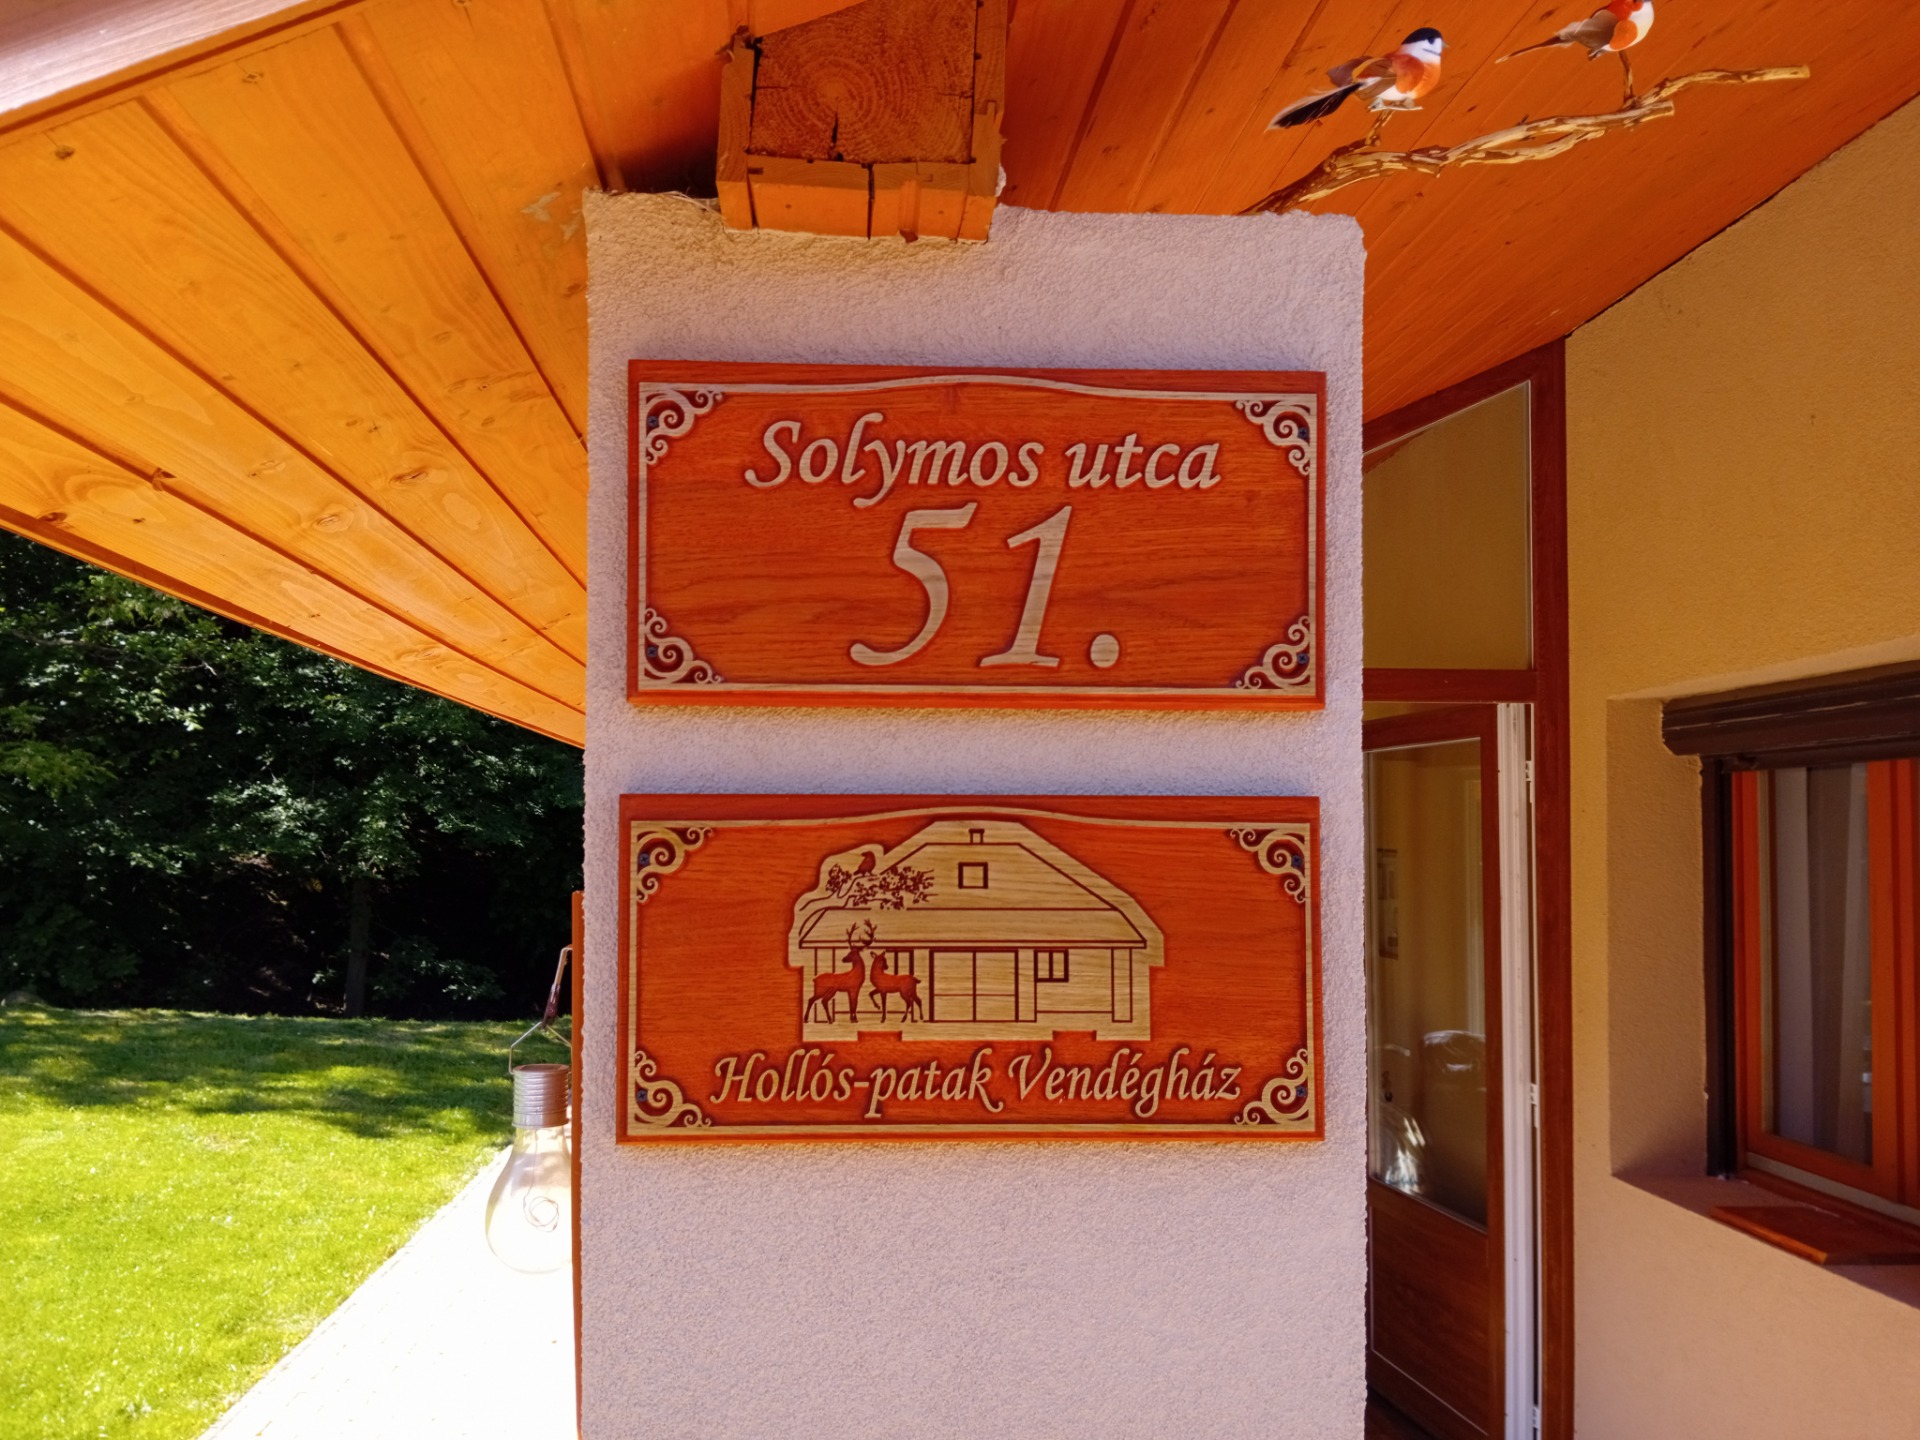 Solymos utca
51.
Hollós-patak Vendégház